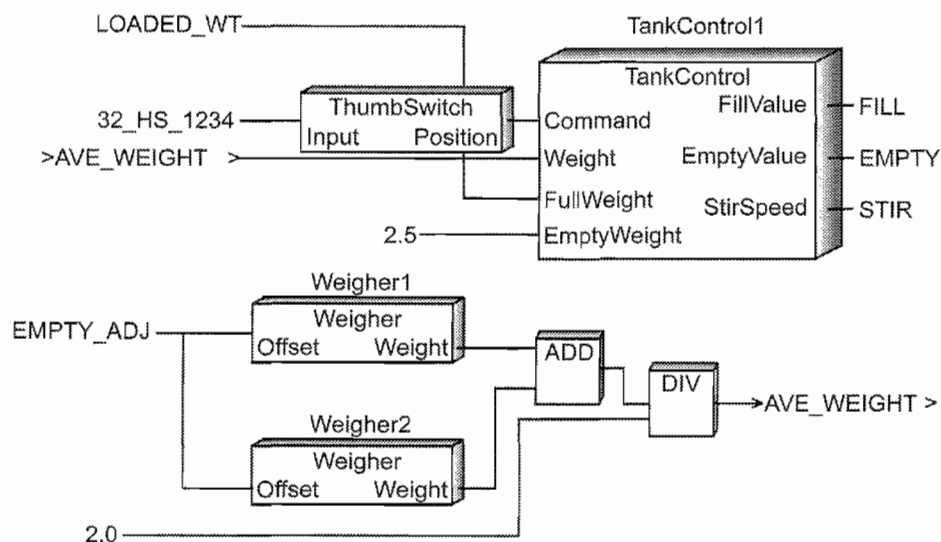 LOADED_WT
TankControl1
TankControl
ThumbSwitch
FillValue
FILL
32_HS_1234
Input
Position
Command
>AVE_WEIGHT >
Weight
EmptyValue
EMPTY
FullWeight
StirSpeed
STIR
2.5
EmptyWeight
Weigher1
Weigher
EMPTY_ADJ
Offset
Weight
ADD
DIV
>AVE_WEIGHT >
Weigher2
Weigher
Offset
Weight
2.0